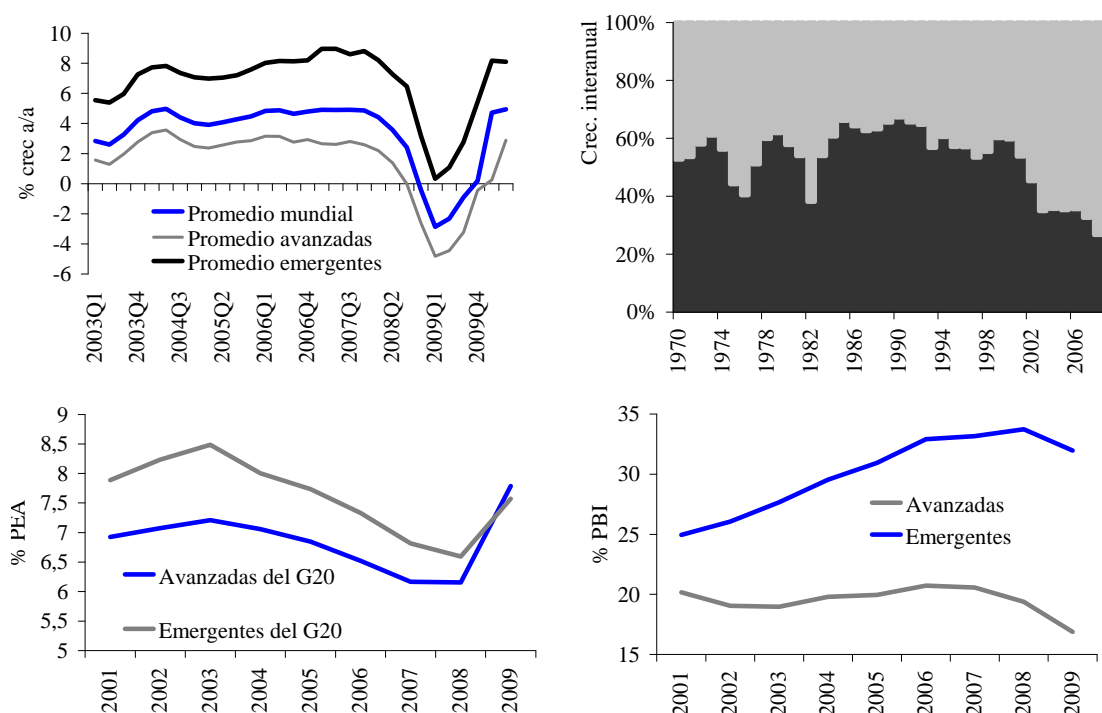 % crec a/a
10
8
6
4
2
0
-2
-4
-6
Promedio mundial
Promedio avanzadas
Promedio emergentes
2003Q1
2003Q4
2004Q3
2005Q2
2006Q1
2006Q4
2007Q3
2008Q2
2009Q1
2009Q4
Crec. interanual
100%
80%
60%
40%
20%
0%
1970
1974
1978
1982
1986
1990
1994
1998
2002
2006
% PEA
9
8,5
8
7,5
7
6,5
6
5,5
5
Avanzadas del G20
Emergentes del G20
2001
2002
2003
2004
2005
2006
2007
2008
2009
% PBI
35
30
25
20
15
Avanzadas
Emergentes
2001
2002
2003
2004
2005
2006
2007
2008
2009